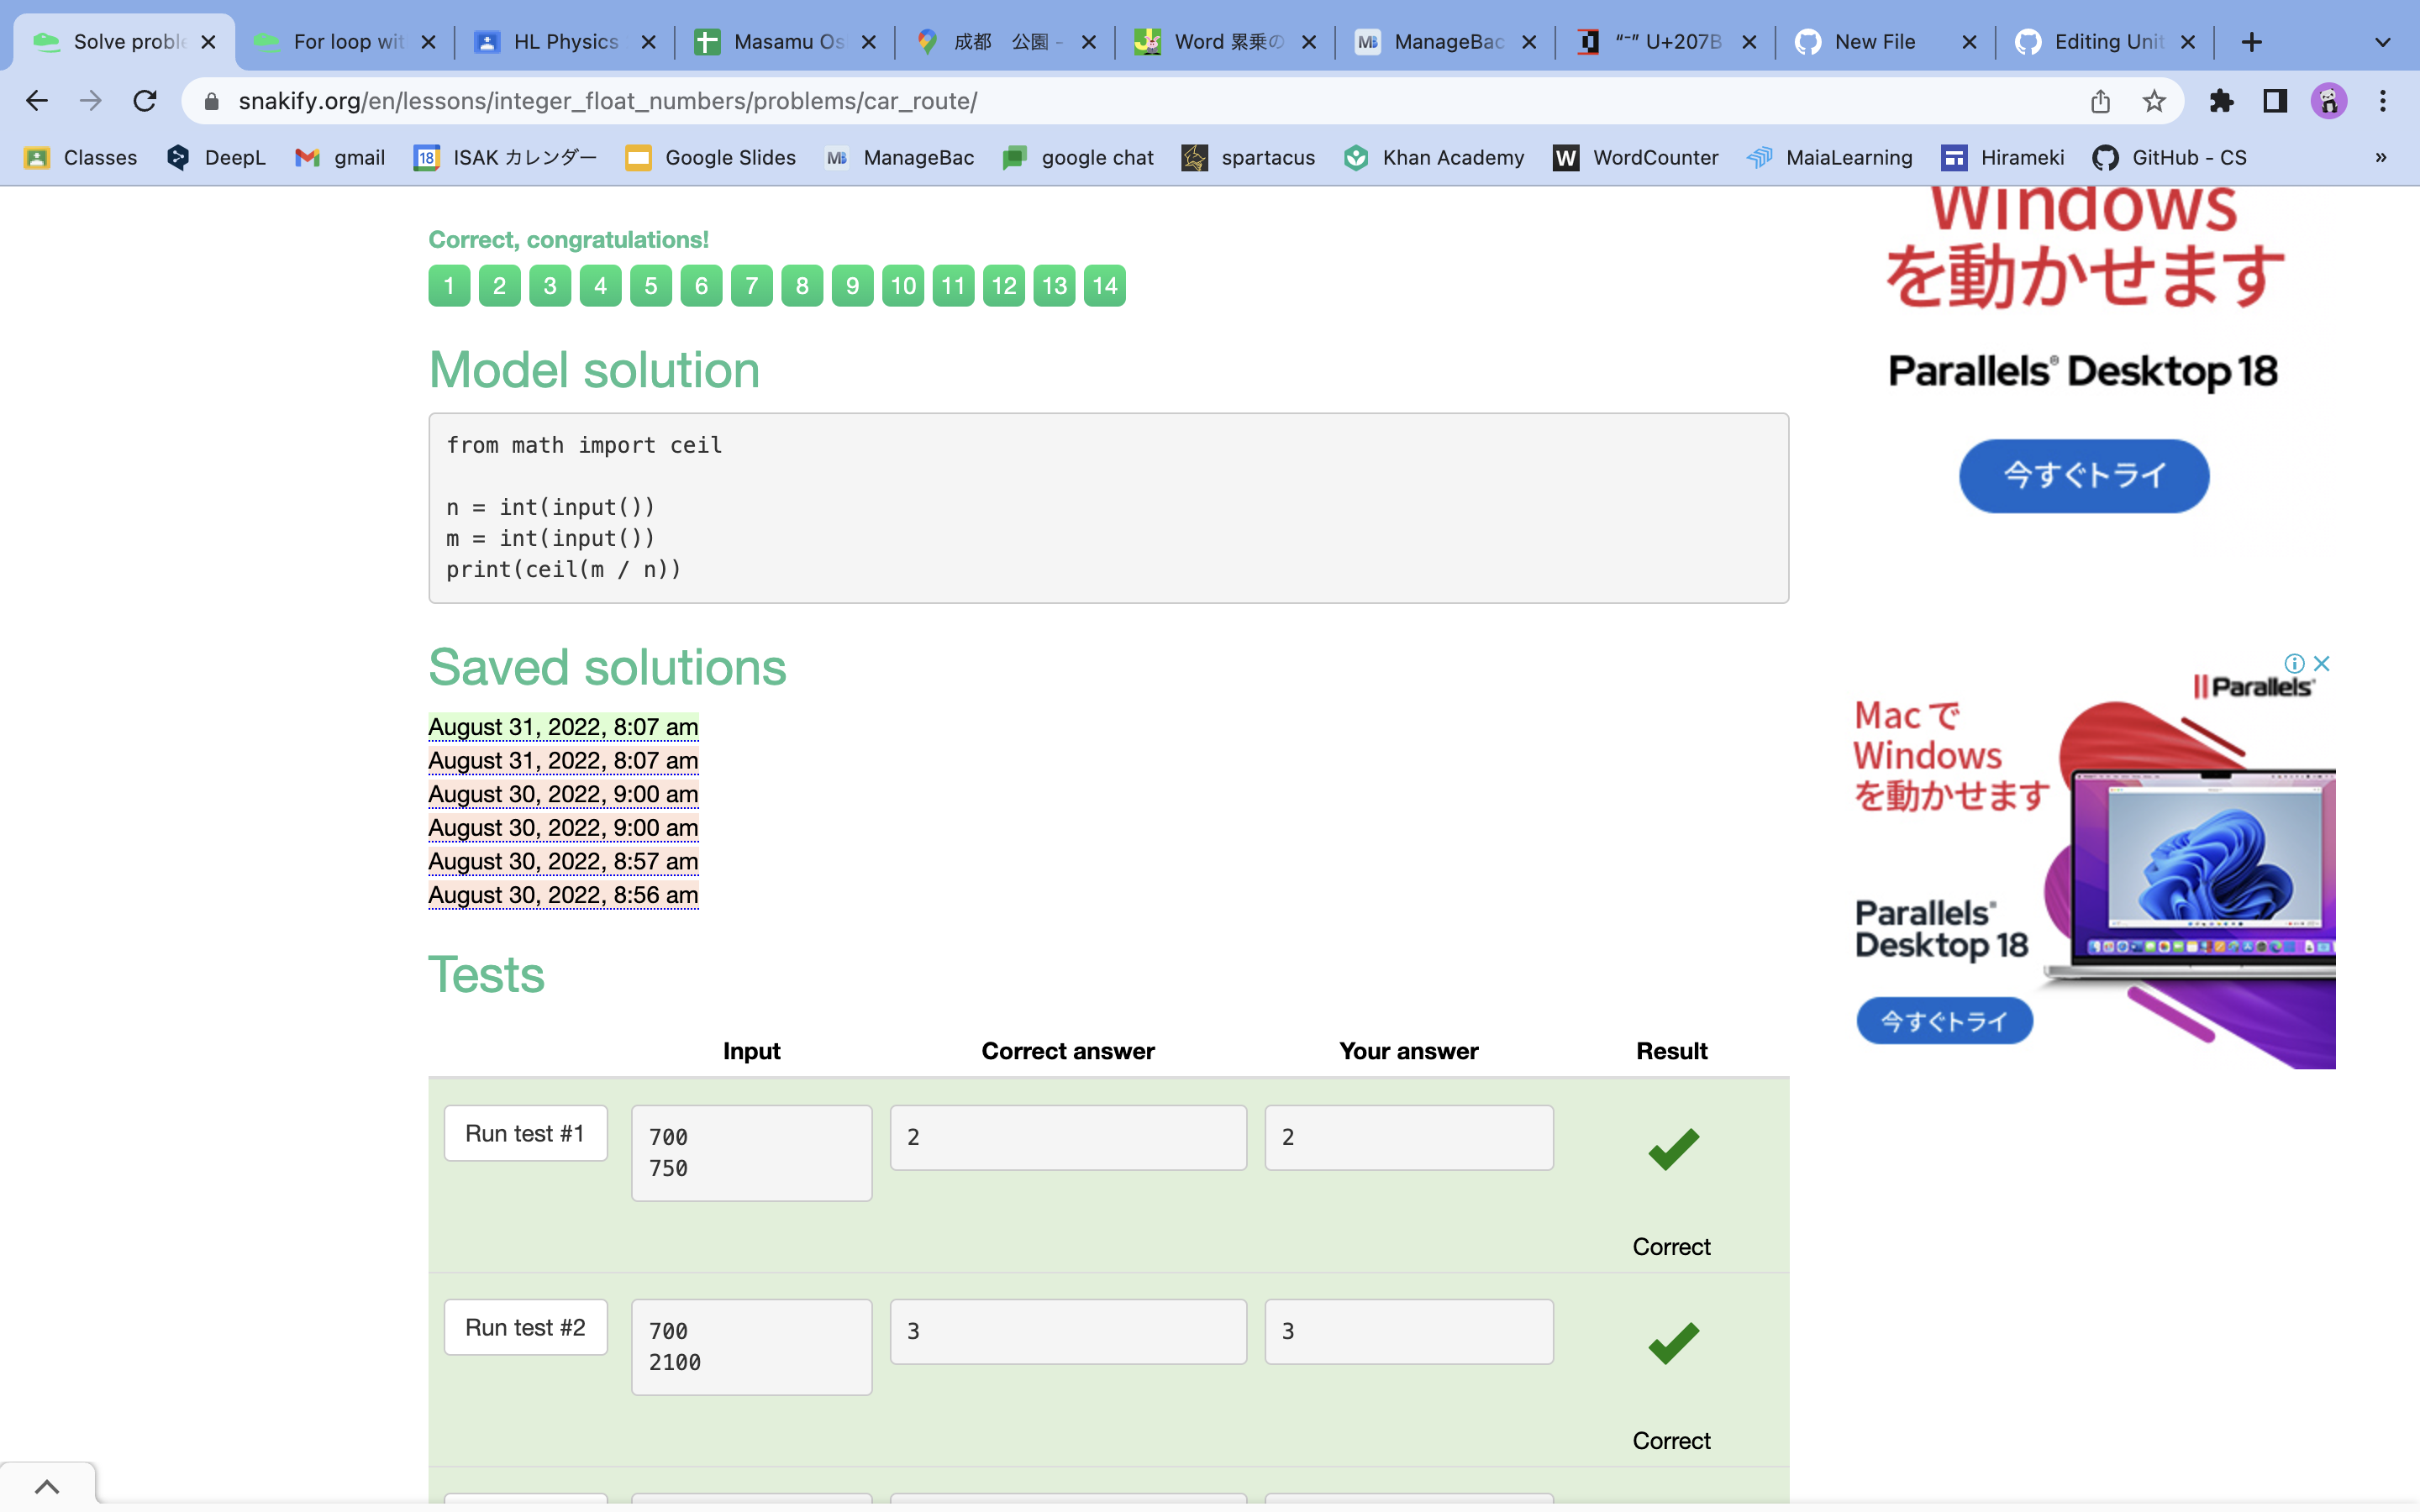 Solve proble
For loop wit
HL Physics
Masamu Os
成都 公園 -
Word 累乗の
ManageBac
“⁻” U+207B
New File
Editing Unit
snakify.org/en/lessons/integer_float_numbers/problems/car_route/
Classes
DeepL
gmail
18
ISAK カレンダー
Google Slides
MB
ManageBac
google chat
spartacus
Khan Academy
W
WordCounter
MaiaLearning
Hirameki
GitHub - CS
»
Correct, congratulations!
1 2 3 4 5 6 7 8 9 10 11 12 13 14
Model solution
from math import ceil
n = int(input())
m = int(input())
print(ceil(m / n))
Saved solutions
August 31, 2022, 8:07 am
August 31, 2022, 8:07 am
August 30, 2022, 9:00 am
August 30, 2022, 9:00 am
August 30, 2022, 8:57 am
August 30, 2022, 8:56 am
Tests
Input Correct answer Your answer Result
Run test #1
700
750
2
2
Correct
Run test #2
700
2100
3
3
Correct
Windows
を動かせます
Parallels® Desktop 18
今すぐトライ
Parallels®
Mac で
Windows
を動かせます
Parallels®
Desktop 18
今すぐトライ